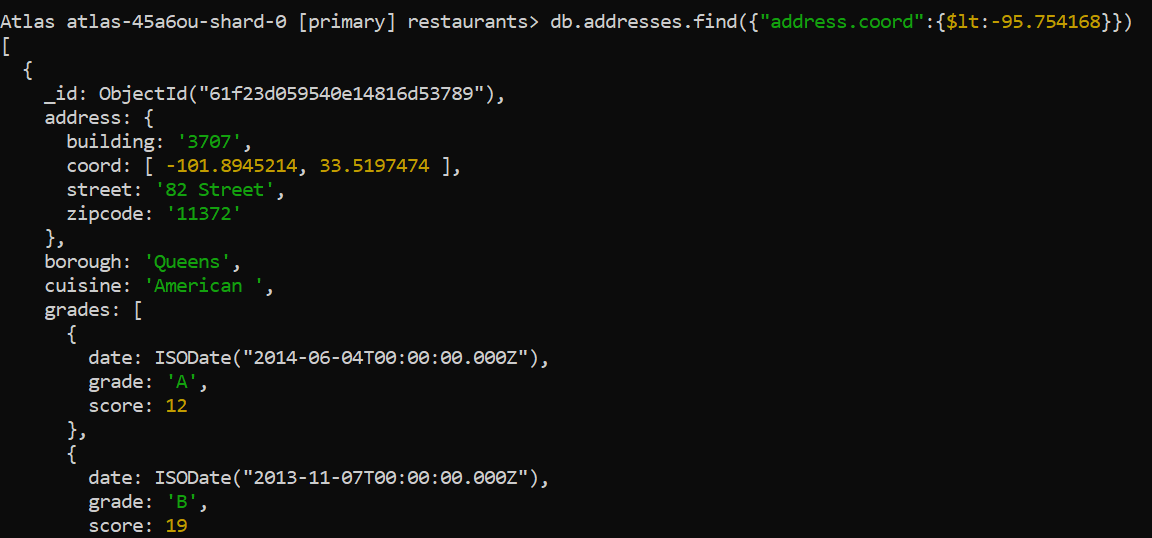 Atlas atlas-45a6ou-shard-0 [primary] restaurants> db.addresses.find({"address.coord":{$lt:-95.754168}})
[
  {
    _id: ObjectId("61f23d059540e14816d53789"),
    address: {
      building: '3707',
      coord: [ -101.8945214, 33.5197474 ],
      street: '82 Street',
      zipcode: '11372'
    },
    borough: 'Queens',
    cuisine: 'American ',
    grades: [
      {
        date: ISODate("2014-06-04T00:00:00.000Z"),
        grade: 'A',
        score: 12
      },
      {
        date: ISODate("2013-11-07T00:00:00.000Z"),
        grade: 'B',
        score: 19